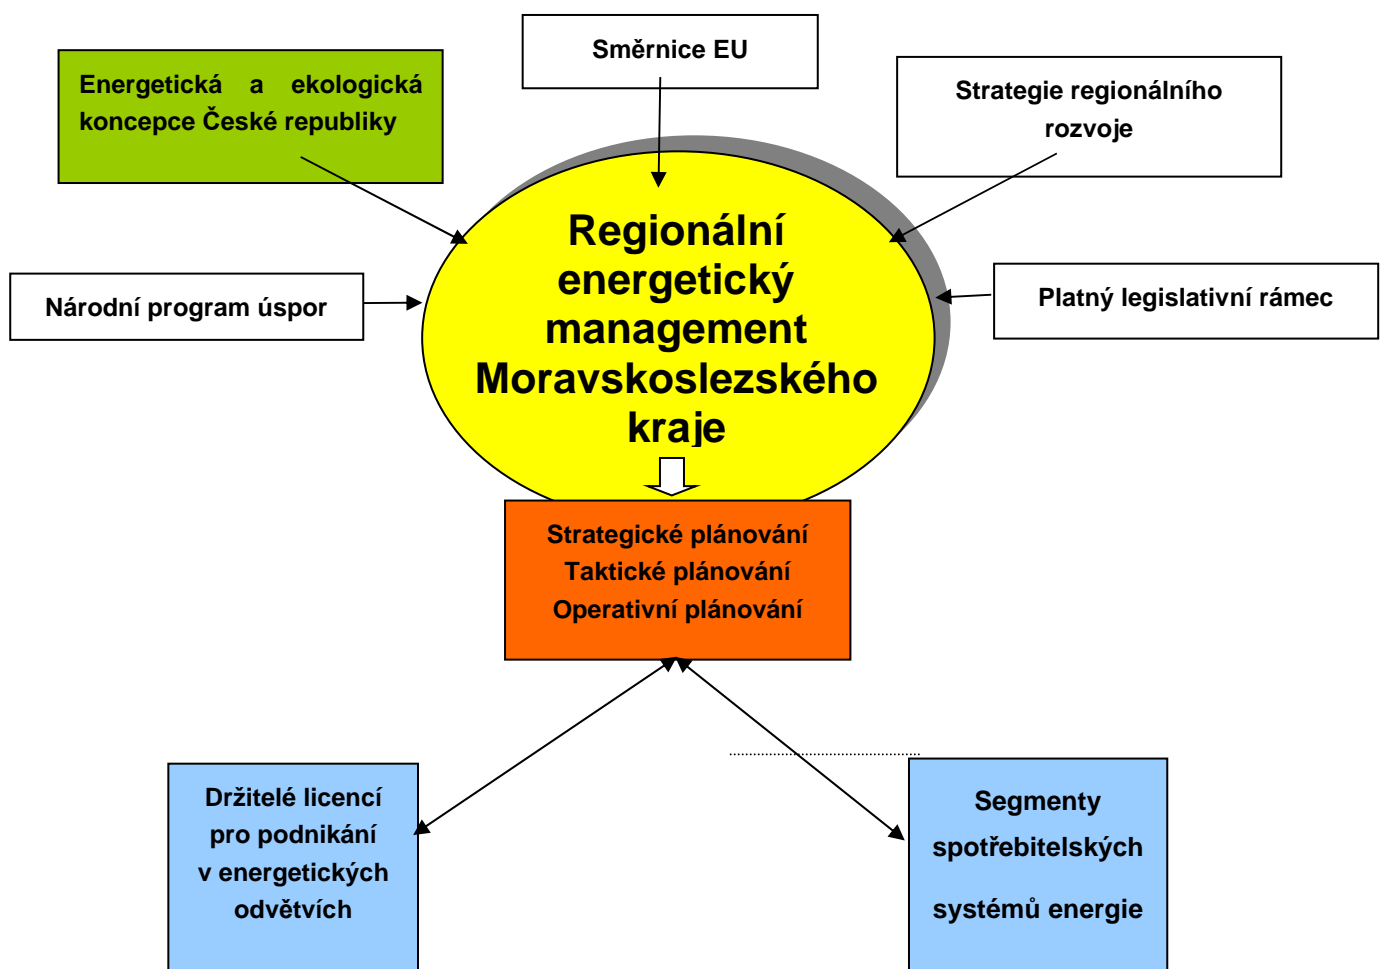 Směrnice EU
Energetická a ekologická
koncepce České republiky
Strategie regionálního
rozvoje
Národní program úspor
Platný legislativní rámec
Regionální
energetický
management
Moravskoslezského
kraje
Strategické plánování
Taktické plánování
Operativní plánování
Držitelé licencí
pro podnikání
v energetických
odvětvích
Segmenty
spotřebitelských
systémů energie